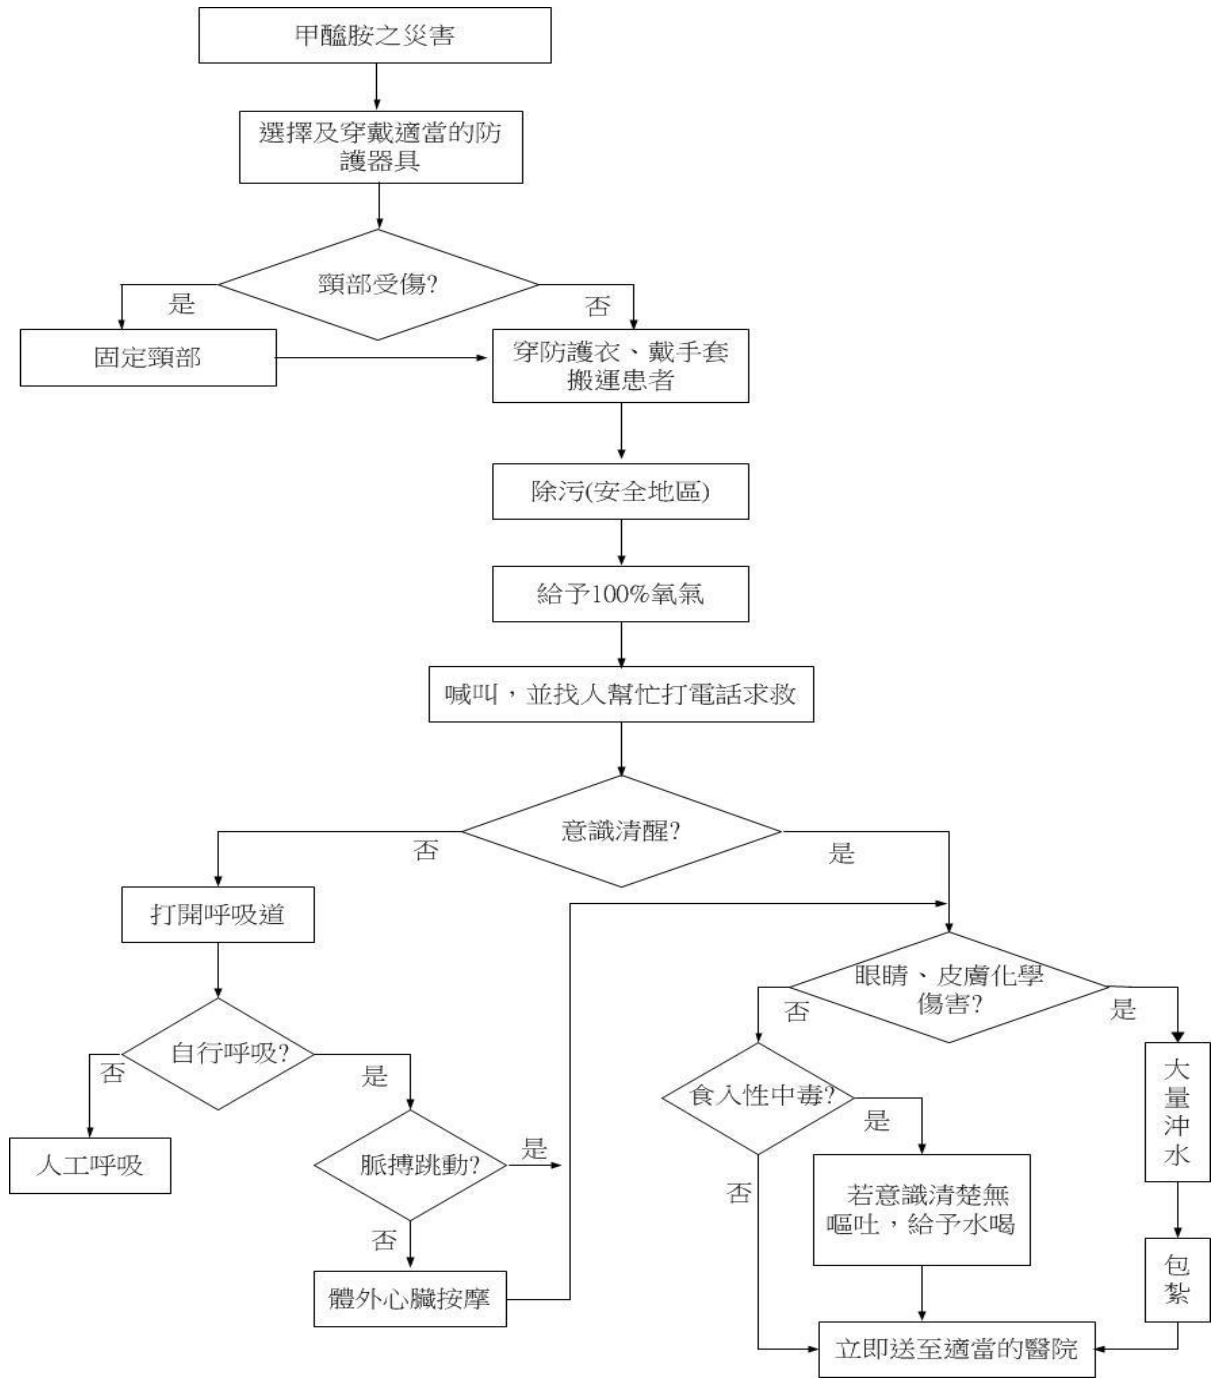 甲醯胺之災害
選擇及穿戴適當的防
護器具
頸部受傷?
是
否
固定頸部
穿防護衣、戴手套
搬運患者
除污(安全地區)
給予100%氧氣
喊叫，並找人幫忙打電話求救
意識清醒?
否
是
打開呼吸道
眼睛、皮膚化學
傷害?
否
是
自行呼吸?
否
是
食入性中毒?
是
否
大
量
沖
水
人工呼吸
脈搏跳動?
是
否
若意識清楚無
嘔吐，給予水喝
體外心臟按摩
包
紮
立即送至適當的醫院